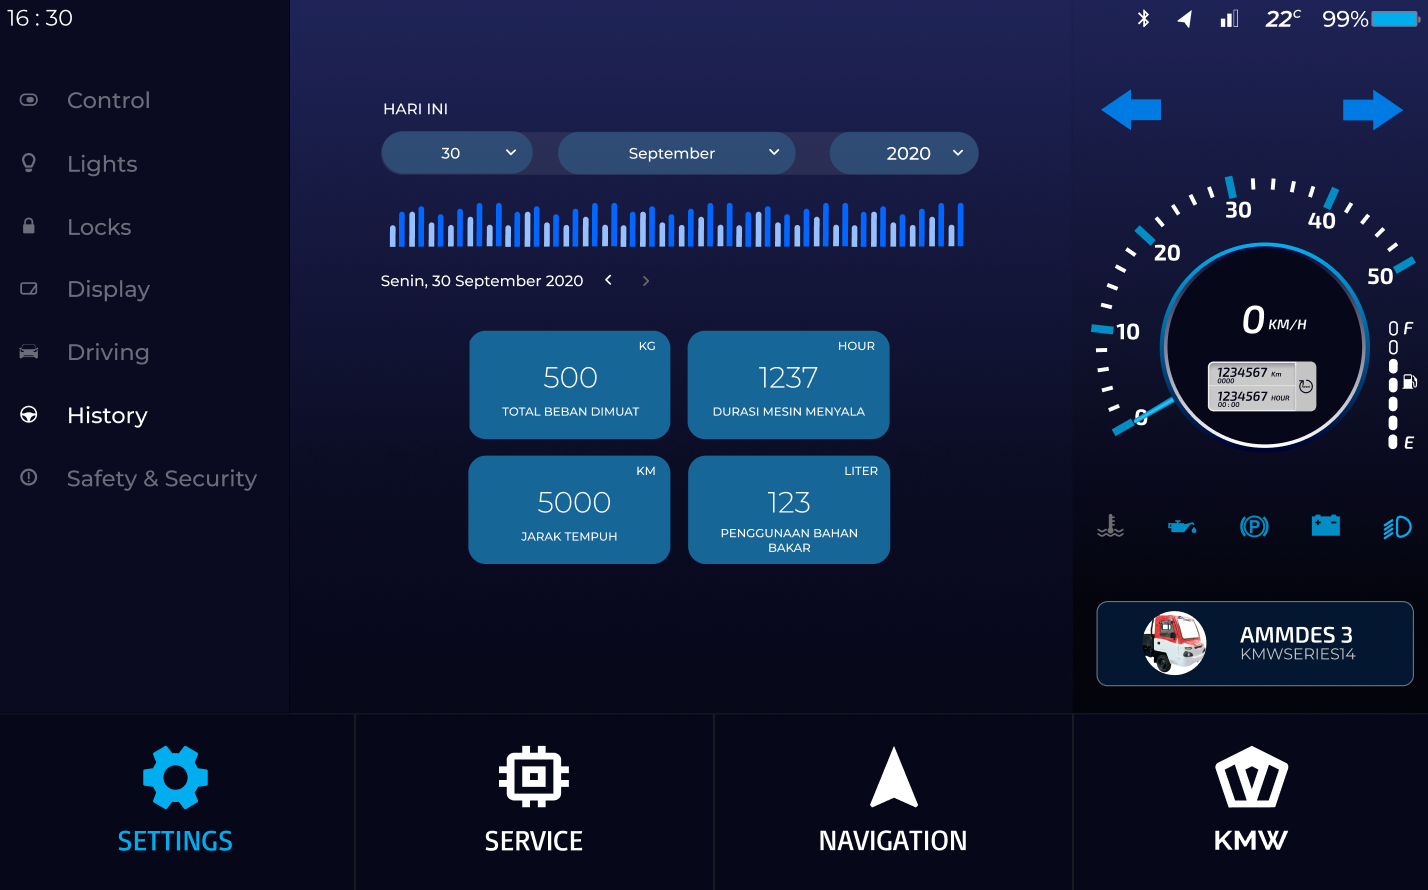 16 : 30
22°C
99%
Control
Lights
Locks
Display
Driving
History
Safety & Security
HARI INI
30
September
2020
Senin, 30 September 2020
KG
500
TOTAL BEBAN DIMUAT
HOUR
1237
DURASI MESIN MENYALA
KM
5000
JARAK TEMPUH
LITER
123
PENGGUNAAN BAHAN
BAKAR
0
10
20
30
40
50
0 KM/H
1234567 Km
0000
1234567 HOUR
00:00
F
E
P
AMMDES 3
KMWSERIES14
SETTINGS
SERVICE
NAVIGATION
KMW